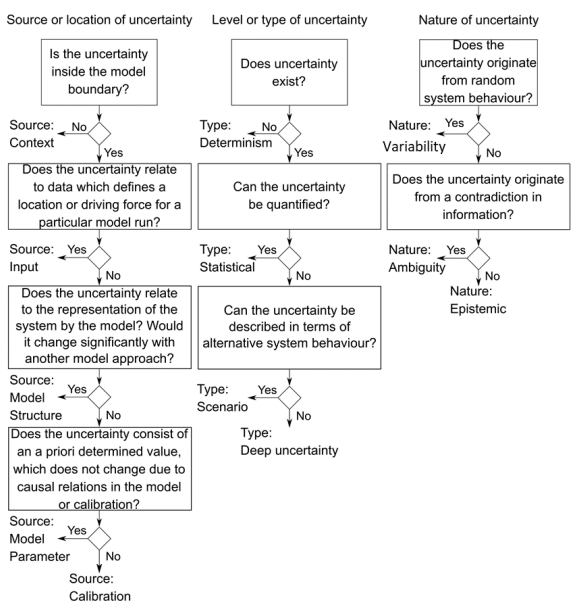 Source or location of uncertainty
Is the uncertainty
inside the model
boundary?
No
Source:
Context
Yes
Does the uncertainty relate
to data which defines a
location or driving force for a
particular model run?
Source:
Input
Yes
No
Does the uncertainty relate
to the representation of the
system by the model? Would
it change significantly with
another model approach?
Source:
Model
Structure
Yes
No
Does the uncertainty consist of
an a priori determined value,
which does not change due to
causal relations in the model
or calibration?
Source:
Model
Parameter
Yes
No
Source:
Calibration
Level or type of uncertainty
Does uncertainty
exist?
Type:
Determinism
No
Yes
Can the uncertainty
be quantified?
Type:
Statistical
Yes
No
Can the uncertainty be
described in terms of
alternative system behaviour?
Type:
Scenario
Yes
No
Type:
Deep uncertainty
Nature of uncertainty
Does the
uncertainty originate
from random
system behaviour?
Nature:
Variability
Yes
No
Does the uncertainty originate
from a contradiction in
information?
Nature:
Ambiguity
Yes
No
Nature:
Epistemic